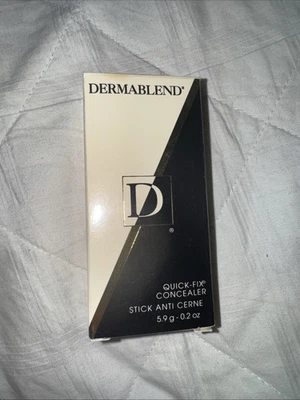 DERMABLEND®
D
®
QUICK-FIX®
CONCEALER
STICK ANTI CERNE
5.9 g - 0.2 oz